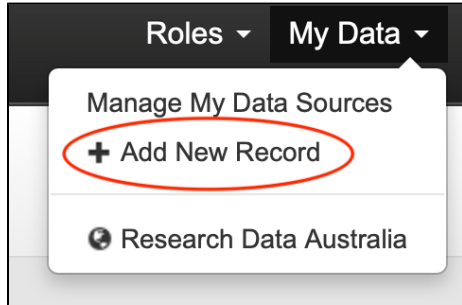 Roles My Data
Manage My Data Sources
Add New Record
Research Data Australia